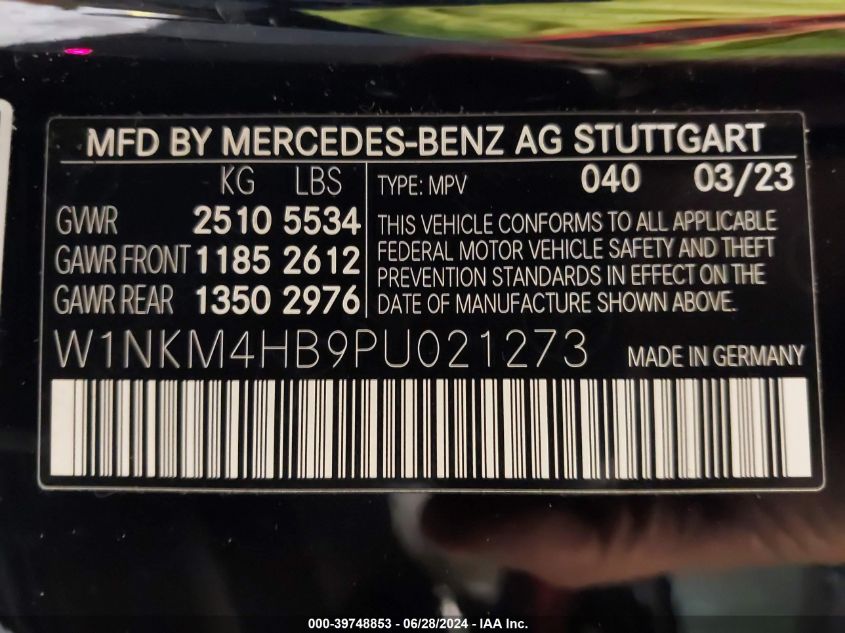 MFD BY MERCEDES-BENZ AG STUTTGART
KG LBS
GVWR 2510 5534
GAWR FRONT 1185 2612
GAWR REAR 1350 2976
TYPE: MPV 040 03/23
THIS VEHICLE CONFORMS TO ALL APPLICABLE
FEDERAL MOTOR VEHICLE SAFETY AND THEFT
PREVENTION STANDARDS IN EFFECT ON THE
DATE OF MANUFACTURE SHOWN ABOVE.
W1NKM4HB9PU021273 MADE IN GERMANY
000-39748853 - 06/28/2024 - IAA Inc.